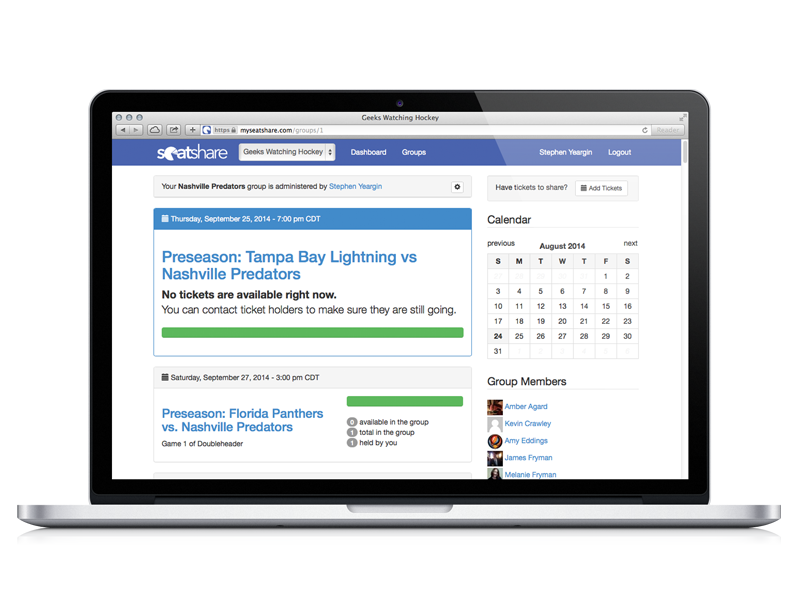 Geeks Watching Hockey
https myseatshare.com/groups/1
Reader
seatshare
Geeks Watching Hockey
Dashboard
Groups
Stephen Yeargin
Logout
Your Nashville Predators group is administered by Stephen Yeargin
Thursday, September 25, 2014 - 7:00 pm CDT
Preseason: Tampa Bay Lightning vs
Nashville Predators
No tickets are available right now.
You can contact ticket holders to make sure they are still going.
Saturday, September 27, 2014 - 3:00 pm CDT
Preseason: Florida Panthers
vs. Nashville Predators
Game 1 of Doubleheader
0 available in the group
1 total in the group
1 held by you
Have tickets to share?
Add Tickets
Calendar
previous August 2014 next
S M T W T F S
27 28 29 30 31 1 2
3 4 5 6 7 8 9
10 11 12 13 14 15 16
17 18 19 20 21 22 23
24 25 26 27 28 29 30
31 1 2 3 4 5 6
Group Members
Amber Agard
Kevin Crawley
Amy Eddings
James Fryman
Melanie Fryman